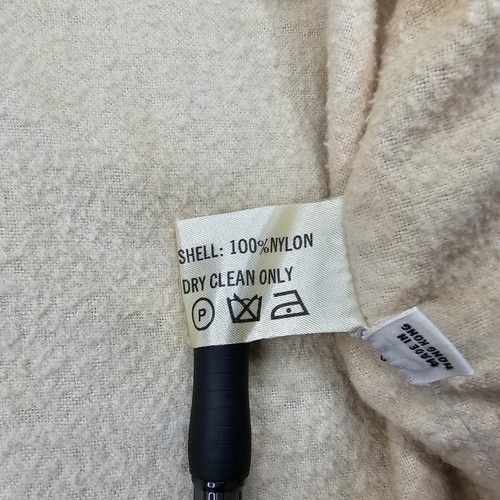 SHELL: 100%NYLON
DRY CLEAN ONLY
P
MADE IN
HONG KONG